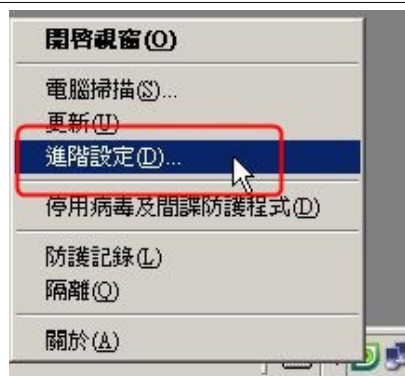 開啓視窗(O)
電腦掃描(S)...
更新(U)
進階設定(D)...
停用病毒及間諜防護程式(D)
防護記錄(L)
隔離(Q)
關於(A)